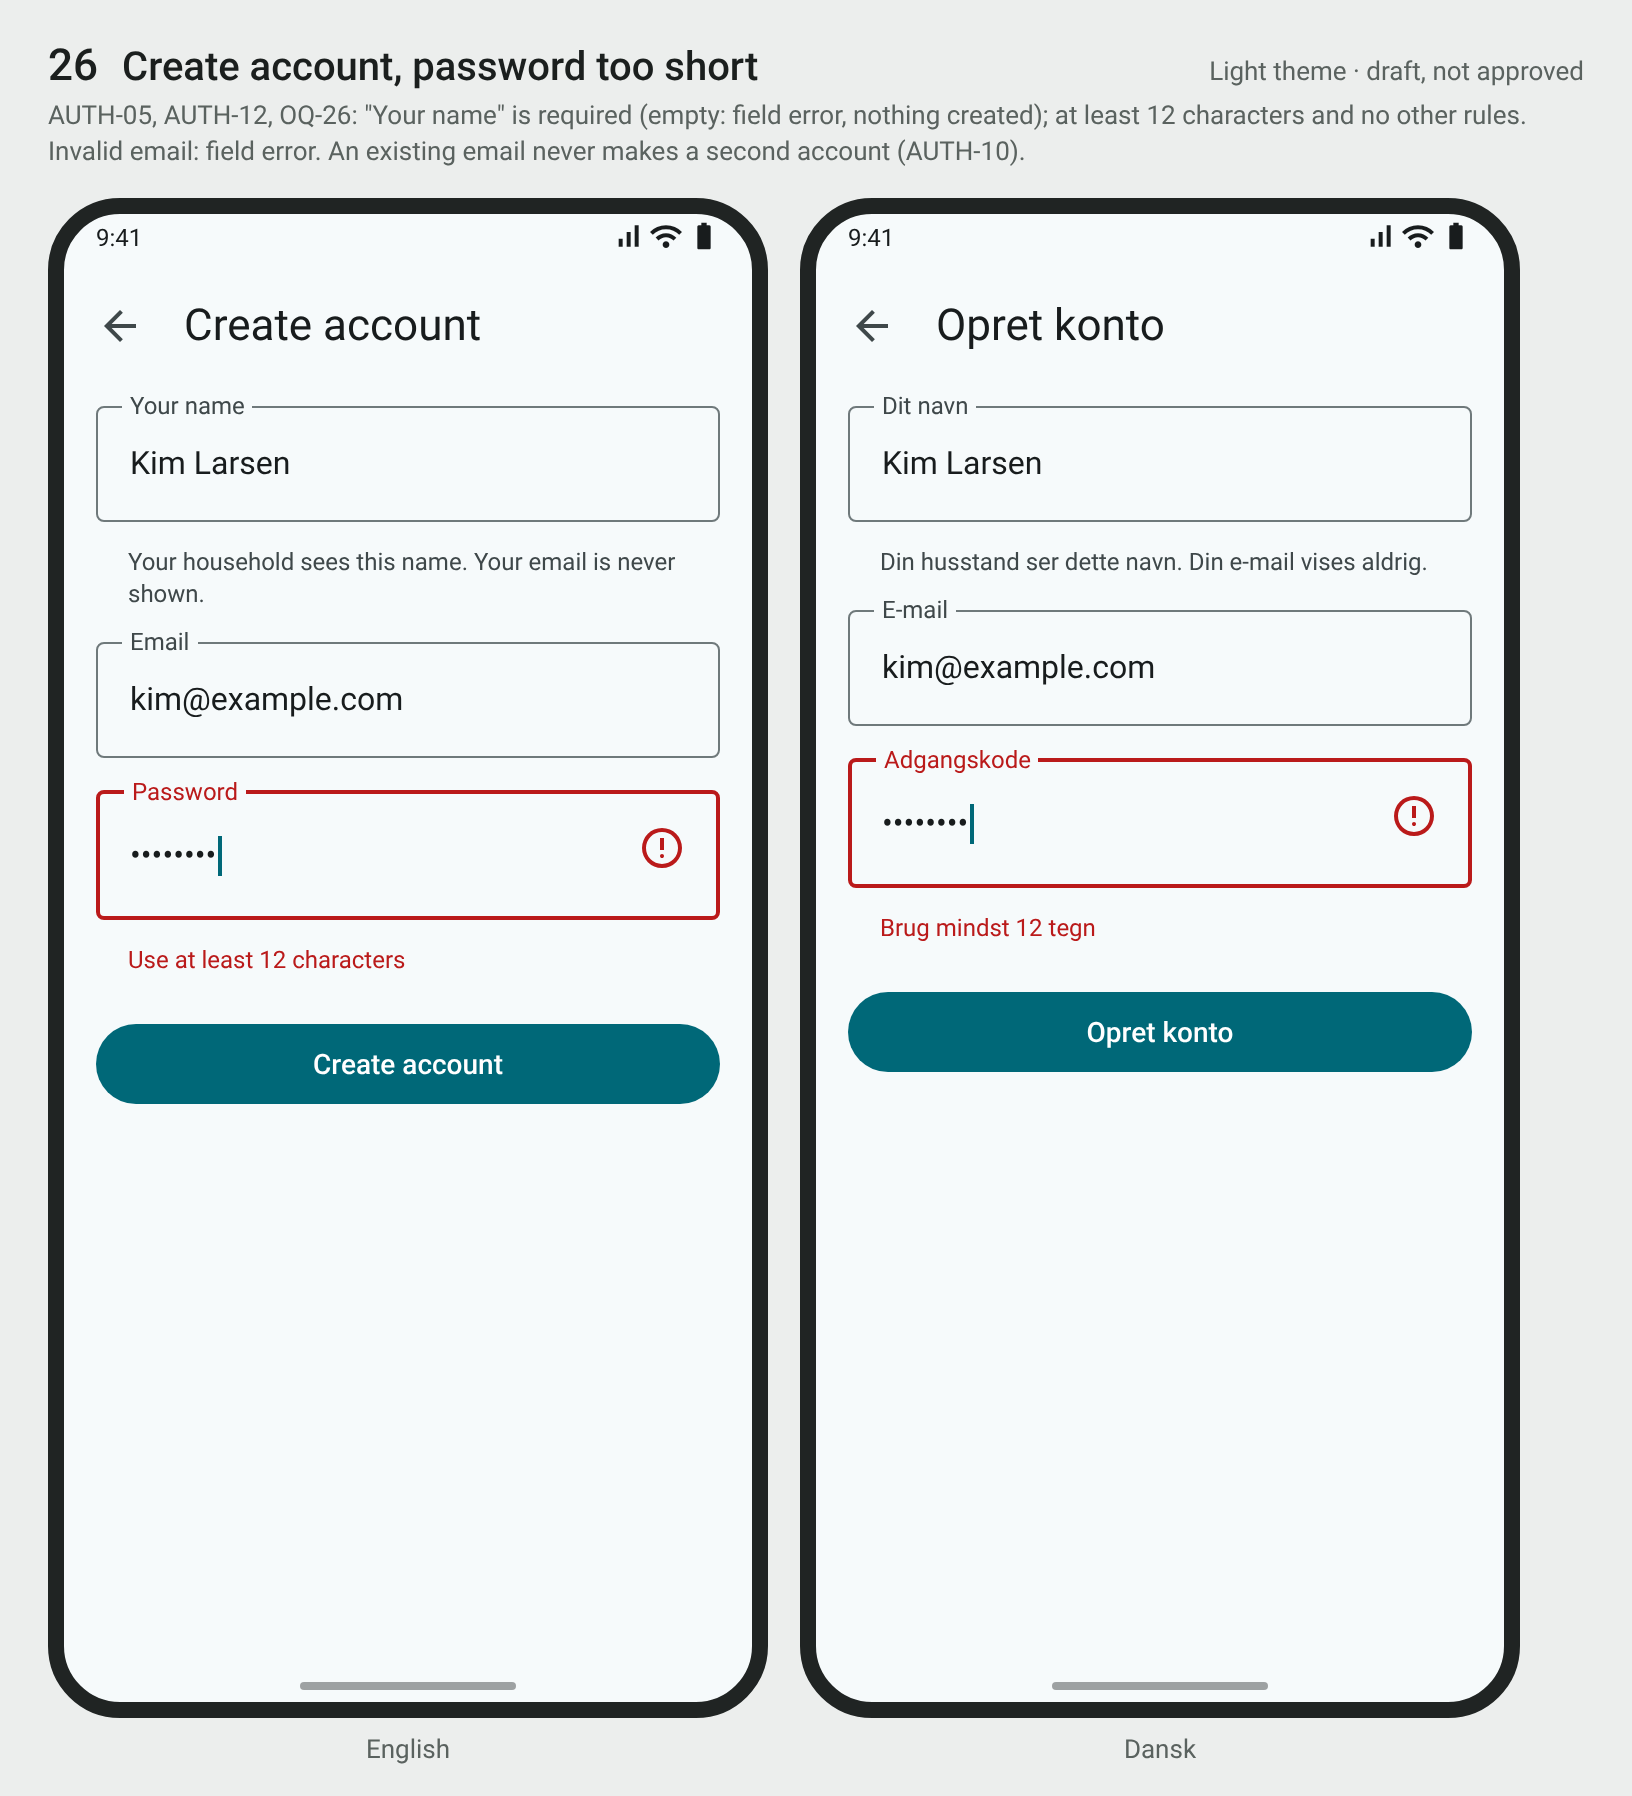 26 Create account, password too short
Light theme · draft, not approved
AUTH-05, AUTH-12, OQ-26: "Your name" is required (empty: field error, nothing created); at least 12 characters and no other rules.
Invalid email: field error. An existing email never makes a second account (AUTH-10).
9:41
Create account
Your name
Kim Larsen
Your household sees this name. Your email is never
shown.
Email
kim@example.com
Password
••••••••
Use at least 12 characters
Create account
English
9:41
Opret konto
Dit navn
Kim Larsen
Din husstand ser dette navn. Din e-mail vises aldrig.
E-mail
kim@example.com
Adgangskode
••••••••
Brug mindst 12 tegn
Opret konto
Dansk